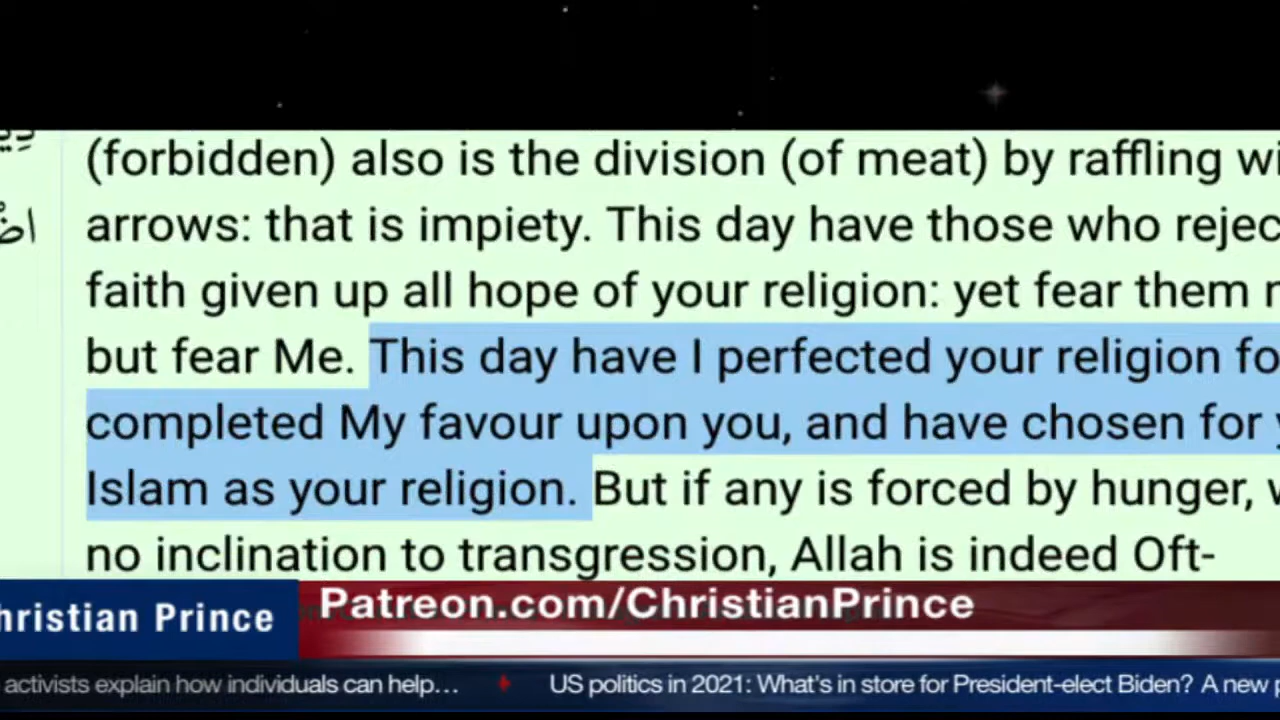 (forbidden) also is the division (of meat) by raffling wi
arrows: that is impiety. This day have those who rejec
faith given up all hope of your religion: yet fear them n
but fear Me. This day have I perfected your religion fo
completed My favour upon you, and have chosen for y
Islam as your religion. But if any is forced by hunger, w
no inclination to transgression, Allah is indeed Oft-
hristian Prince
Patreon.com/ChristianPrince
activists explain how individuals can help... US politics in 2021: What's in store for President-elect Biden? A new p